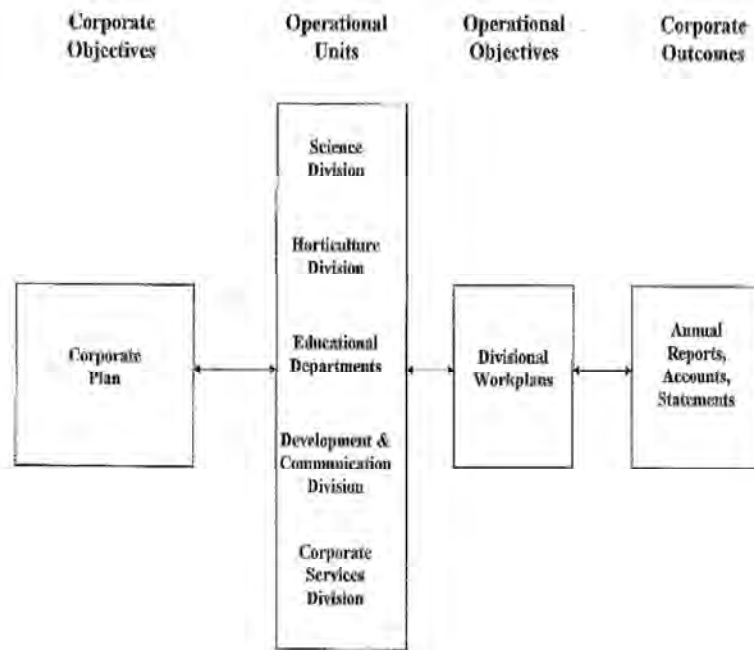 Corporate
Objectives
Operational
Units
Operational
Objectives
Corporate
Outcomes
Science
Division
Horticulture
Division
Educational
Departments
Development &
Communication
Division
Corporate
Services
Division
Corporate
Plan
Divisional
Workplans
Annual
Reports,
Accounts,
Statements